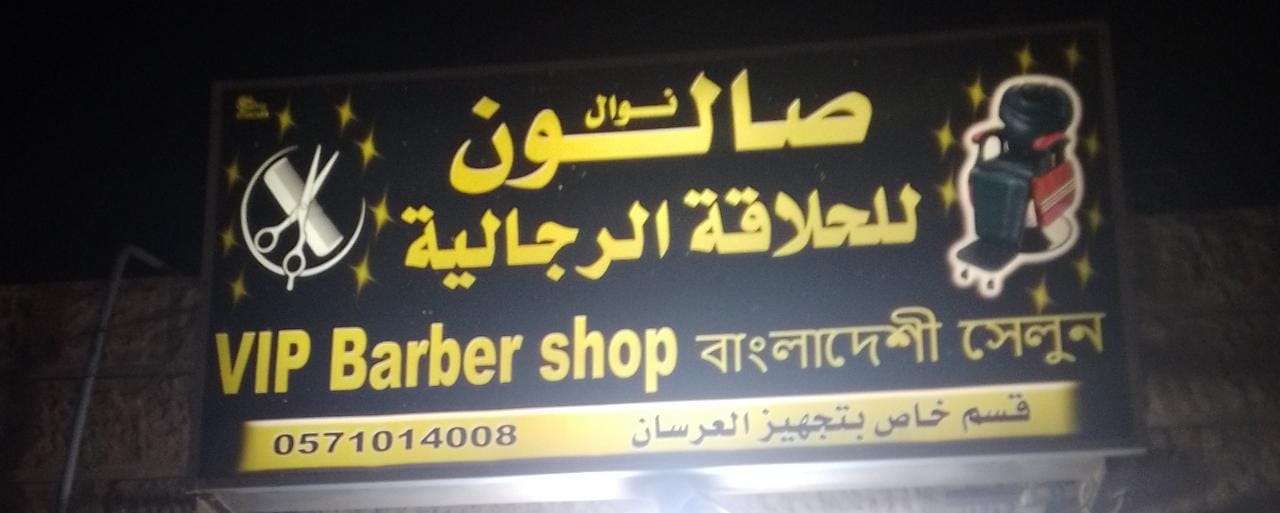 صالون
نوال
للحلاقة الرجالية
VIP Barber shop বাংলাদেশী সেলুন
قسم خاص بتجهيز العرسان
0571014008